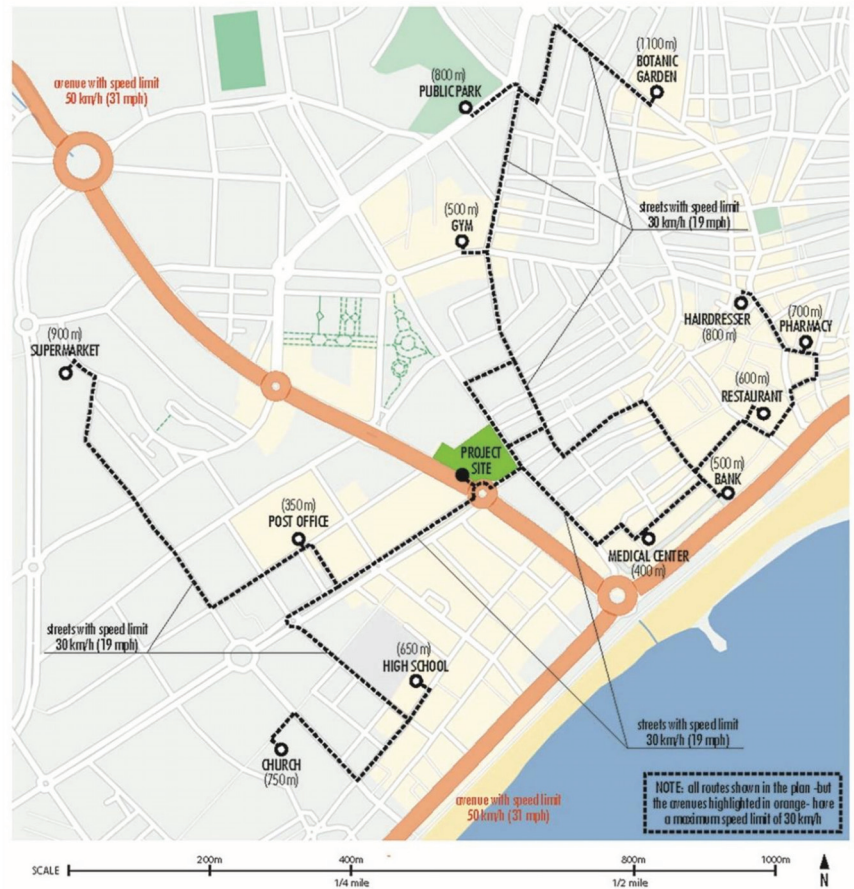 (1100m)
BOTANIC
GARDEN
avenue with speed limit
50 km/h (31 mph)
(800 m)
PUBLIC PARK
(500 m)
GYM
streets with speed limit
30 km/h (19 mph)
HAIRDRESSER
(800 m)
(700 m)
PHARMACY
(900 m)
SUPERMARKET
(600 m)
RESTAURANT
PROJECT
SITE
(500 m)
BANK
(350 m)
POST OFFICE
MEDICAL CENTER
(400 m)
streets with speed limit
30 km/h (19 mph)
(650 m)
HIGH SCHOOL
streets with speed limit
30 km/h (19 mph)
CHURCH
(750 m)
avenue with speed limit
50 km/h (31 mph)
NOTE: all routes shown in the plan -but
the avenues highlighted in orange- have
a maximum speed limit of 30 km/h
200m 400m 800m 1000m
SCALE
1/4 mile 1/2 mile
N